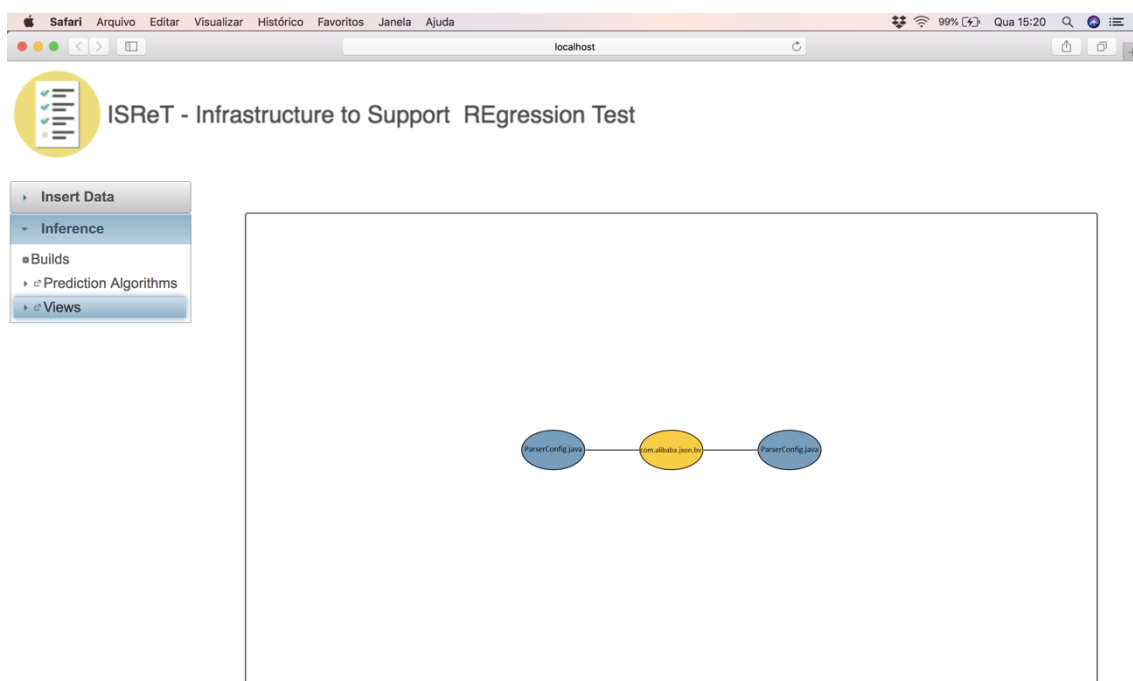 Safari Arquivo Editar Visualizar Histórico Favoritos Janela Ajuda 99% Qua 15:20
localhost
ISReT - Infrastructure to Support REgression Test
Insert Data
Inference
Builds
Prediction Algorithms
Views
ParserConfig.java com.alibaba.json.bv ParserConfig.java